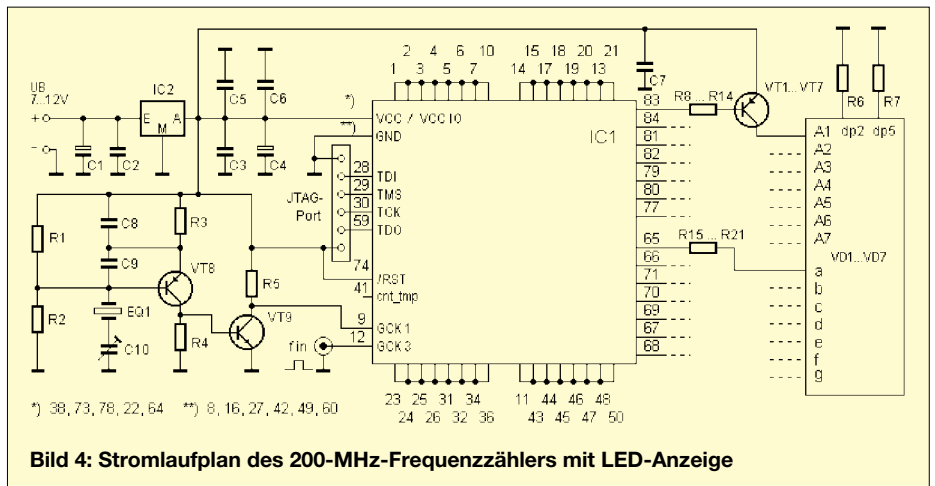 2 4 6 10
1 3 5 7
15 18 20 21
14 17 19 13
UB
7...12V
+
-
IC2
E A
M
C1
C2
C5
C6
C3
C4
*)
**)
VCC / VCC IO
GND
IC1
C7
83
84
81
82
79
80
77
R8... R14
VT1...VT7
R6
R7
A1 dp2 dp5
A2
A3
A4
A5
A6
A7
VD1...VD7
a
b
c
d
e
f
g
65
66
71
70
69
67
68
R15 ... R21
JTAG-
Port
28
29
30
59
TDI
TMS
TCK
TDO
74
/RST
41
cnt_tmp
9
GCK1
12
GCK3
fin
R1
R2
C8
C9
R3
VT8
EQ1
C10
R4
R5
VT9
23 25 31 34
24 26 32 36
11 44 46 48
43 45 47 50
*) 38, 73, 78, 22, 64 **) 8, 16, 27, 42, 49, 60
Bild 4: Stromlaufplan des 200-MHz-Frequenzzählers mit LED-Anzeige